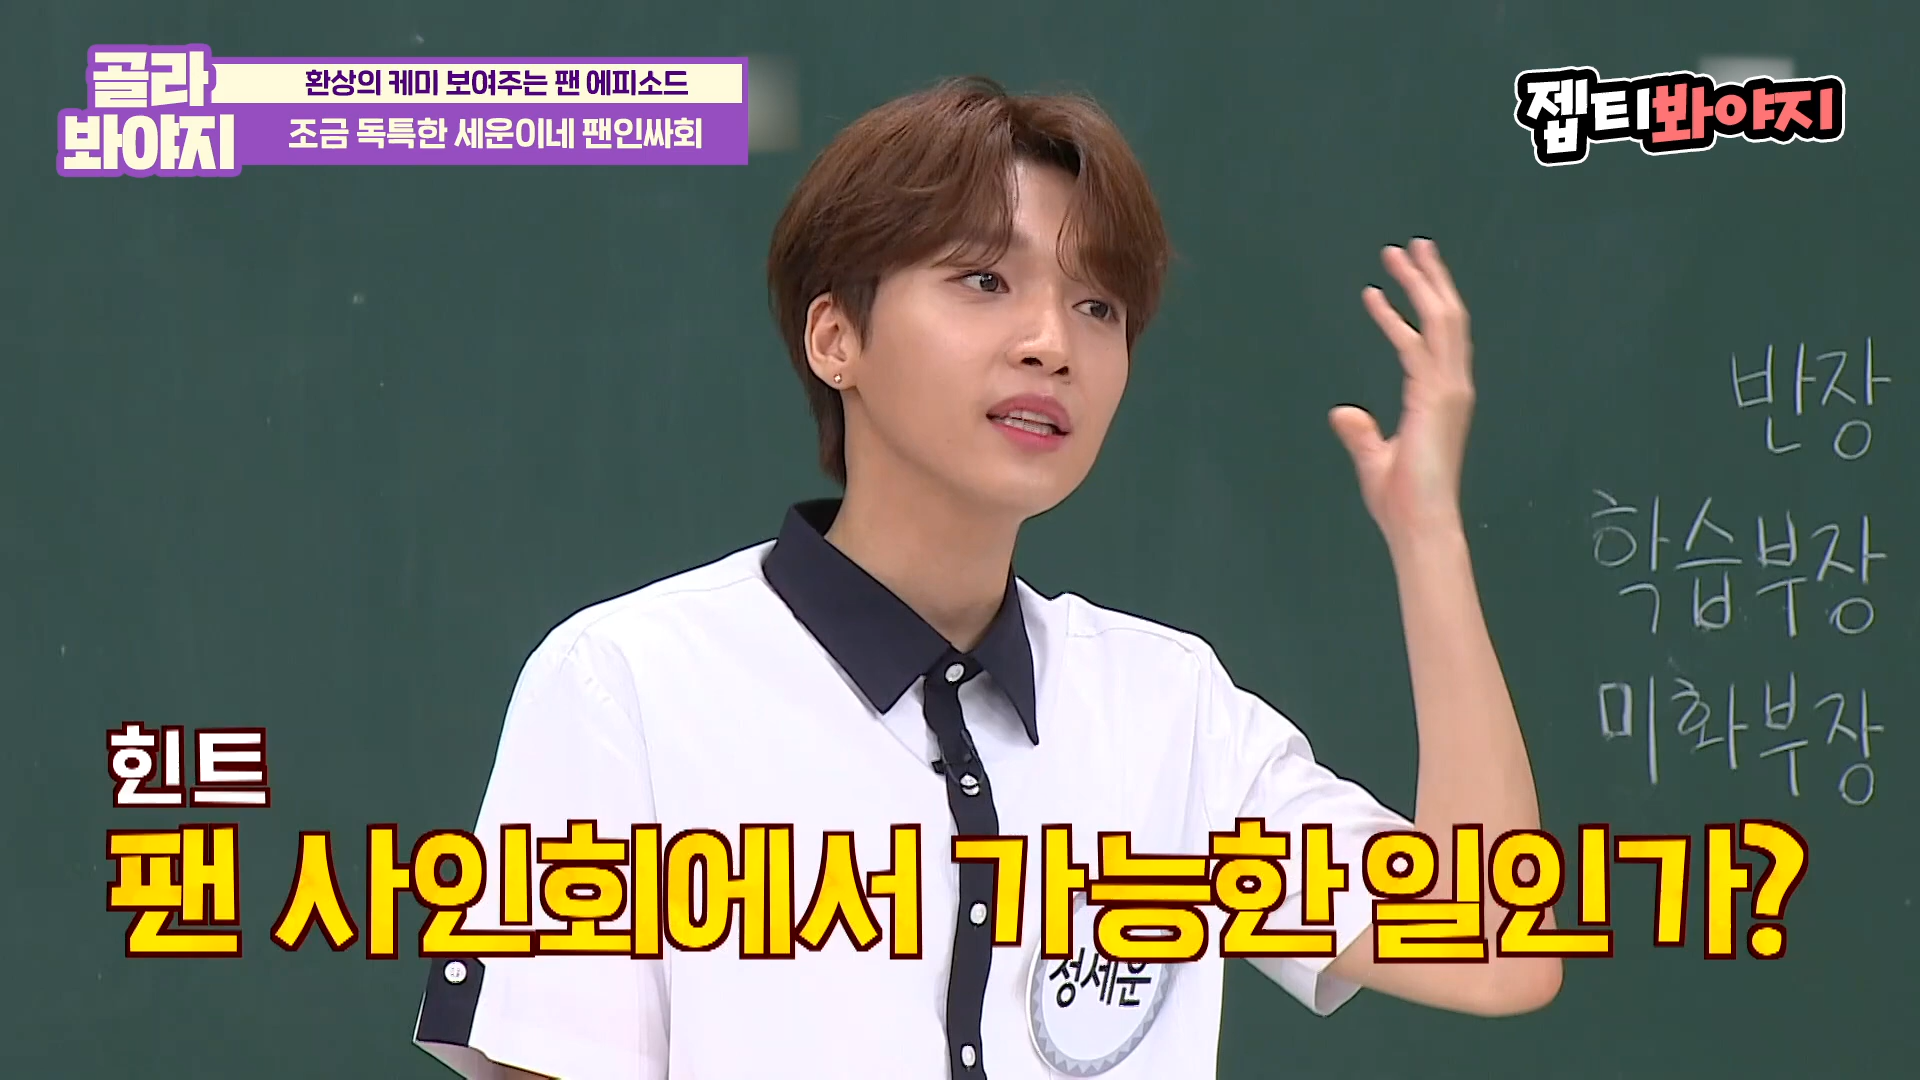 골라
봐야지
환상의 케미 보여주는 팬 에피소드
조금 독특한 세운이네 팬인싸회
젭티봐야지
반장
학습부장
미화부장
힌트
팬 사인회에서 가능한 일인가?
정세운